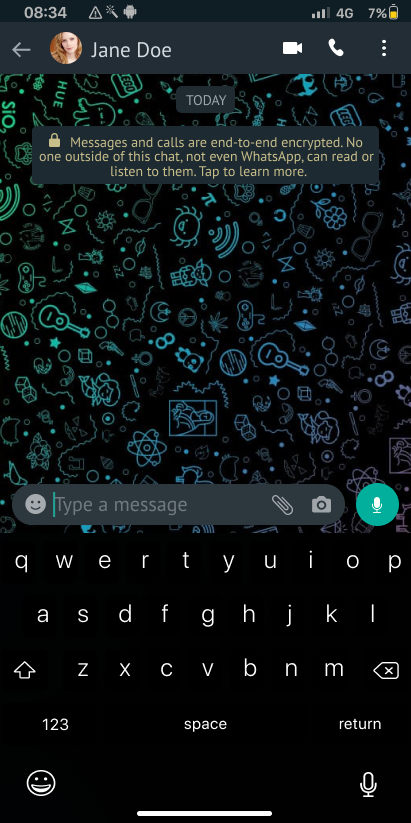 08:34 4G 7%
Jane Doe
TODAY
Messages and calls are end-to-end encrypted. No
one outside of this chat, not even WhatsApp, can read or
listen to them. Tap to learn more.
Type a message
q w e r t y u i o p
a s d f g h j k l
z x c v b n m
123 space return